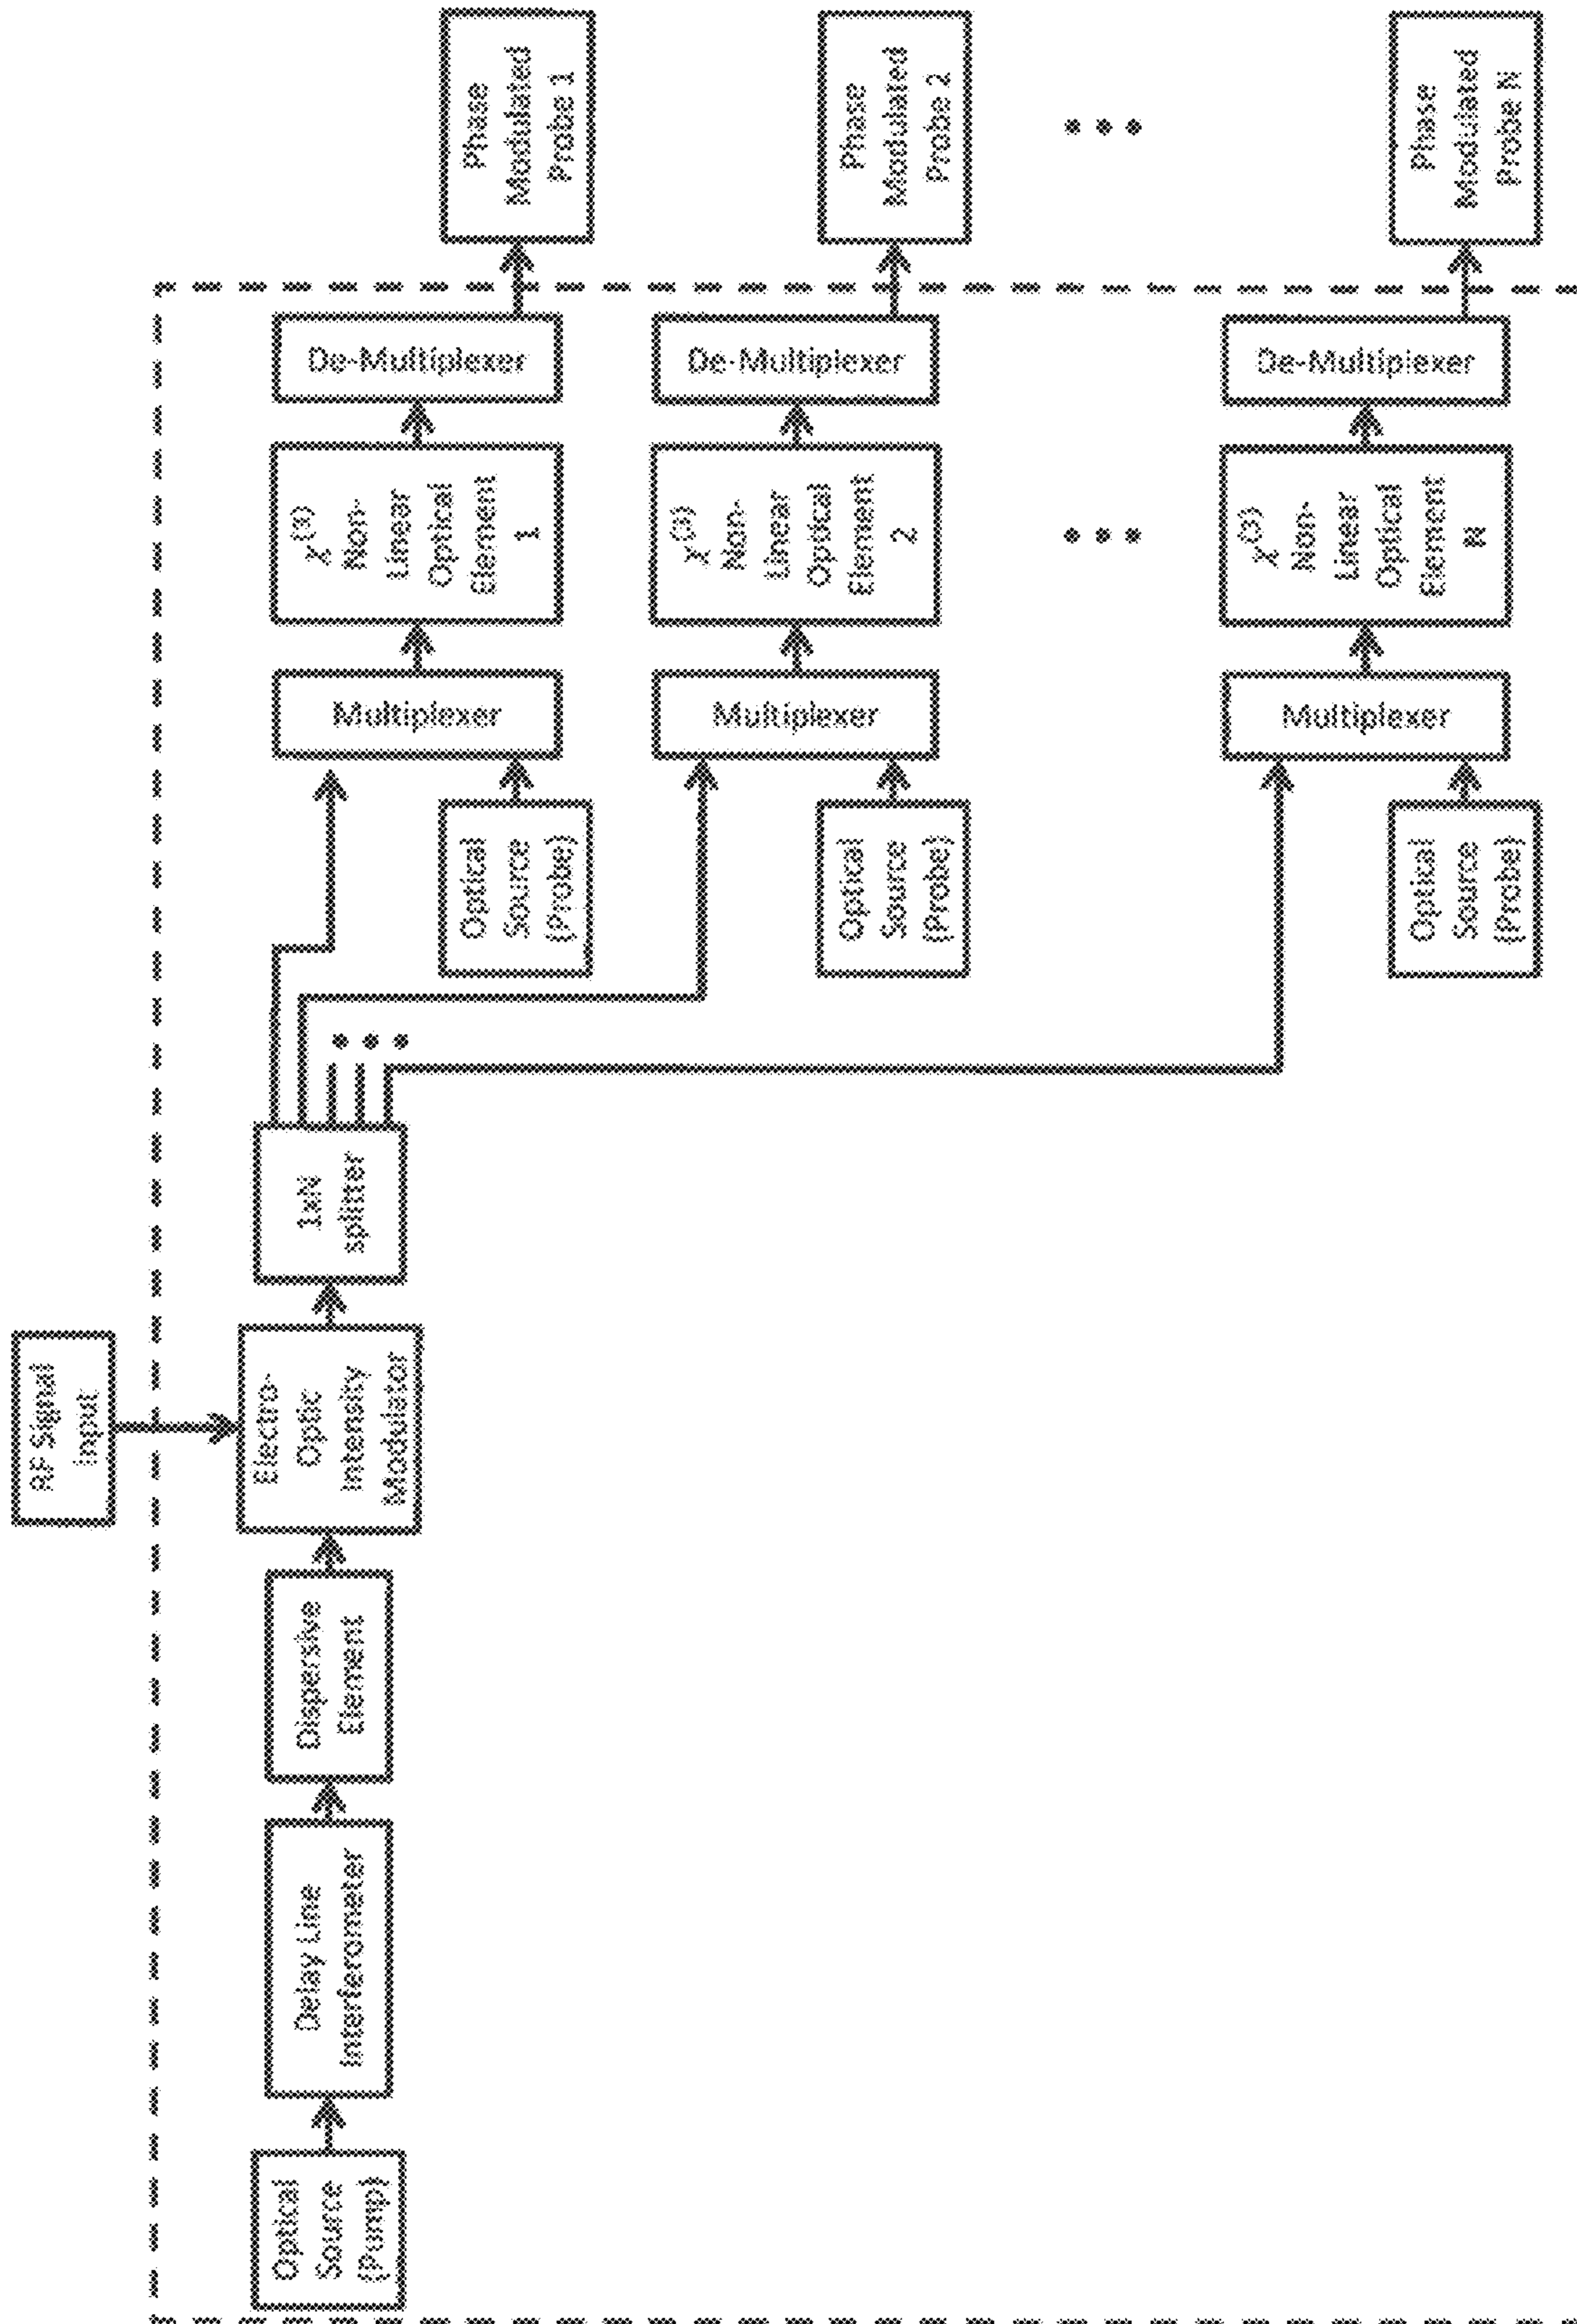 RF Signal
Input
Optical
Source
(Pump)
Delay Line
Interferometer
Dispersive
Element
Electro-
Optic
Intensity
Modulator
1xN
splitter
Optical
Source
(Probe)
Multiplexer
χ(3)
Non-
Linear
Optical
Element
1
De-Multiplexer
Phase
Modulated
Probe 1
Optical
Source
(Probe)
Multiplexer
χ(3)
Non-
Linear
Optical
Element
2
De-Multiplexer
Phase
Modulated
Probe 2
Optical
Source
(Probe)
Multiplexer
χ(3)
Non-
Linear
Optical
Element
N
De-Multiplexer
Phase
Modulated
Probe N